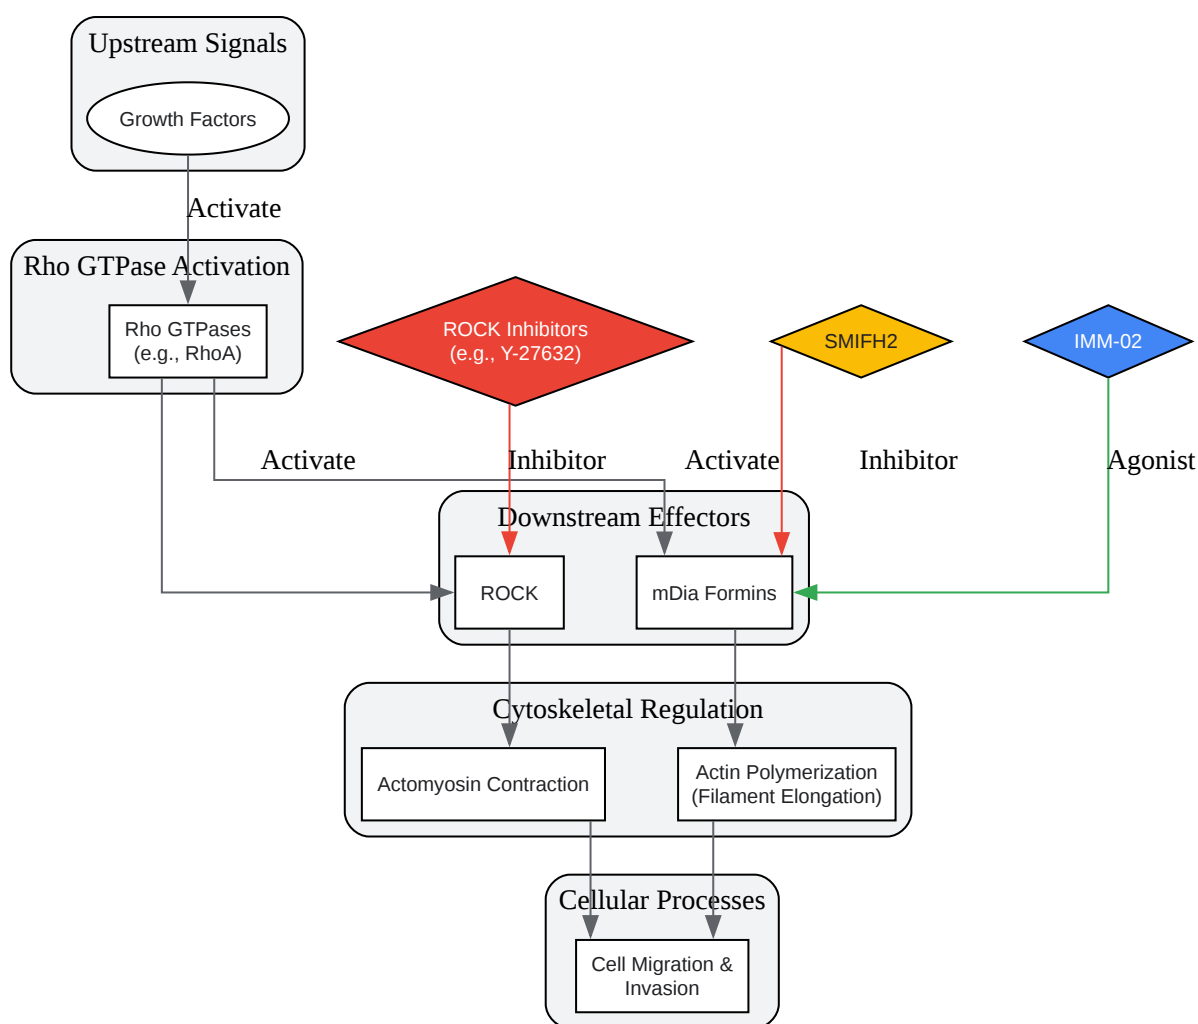 Upstream Signals
Growth Factors
Activate
Rho GTPase Activation
Rho GTPases
(e.g., RhoA)
ROCK Inhibitors
(e.g., Y-27632)
SMIFH2
IMM-02
Activate
Inhibitor
Activate
Inhibitor
Agonist
Downstream Effectors
ROCK
mDia Formins
Cytoskeletal Regulation
Actomyosin Contraction
Actin Polymerization
(Filament Elongation)
Cellular Processes
Cell Migration &
Invasion